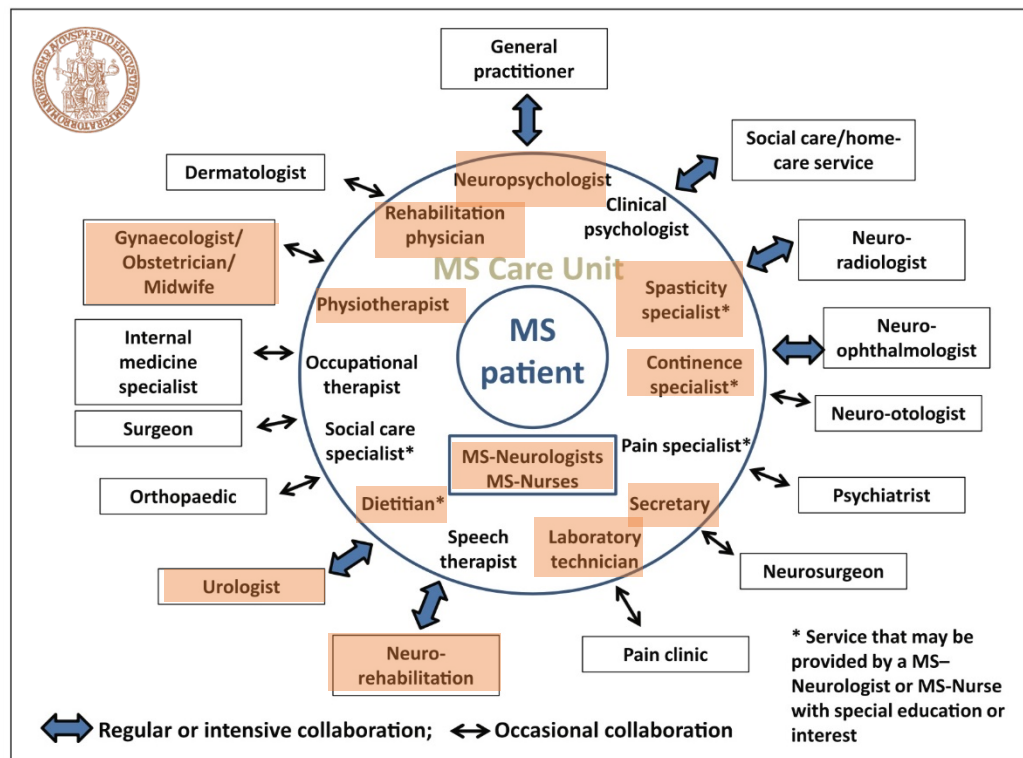 General
practitioner
Social care/home-
care service
Dermatologist
Neuropsychologist
Clinical
psychologist
Rehabilitation
physician
Gynaecologist/
Obstetrician/
Midwife
Neuro-
radiologist
MS Care Unit
Spasticity
specialist*
Physiotherapist
MS
patient
Internal
medicine
specialist
Neuro-
ophthalmologist
Occupational
therapist
Continence
specialist*
Surgeon
Neuro-otologist
Social care
specialist*
MS-Neurologists
MS-Nurses
Pain specialist*
Orthopaedic
Dietitian*
Secretary
Psychiatrist
Speech
therapist
Laboratory
technician
Urologist
Neurosurgeon
Neuro-
rehabilitation
Pain clinic
* Service that may be
provided by a MS–
Neurologist or MS-Nurse
with special education or
interest
Regular or intensive collaboration; Occasional collaboration